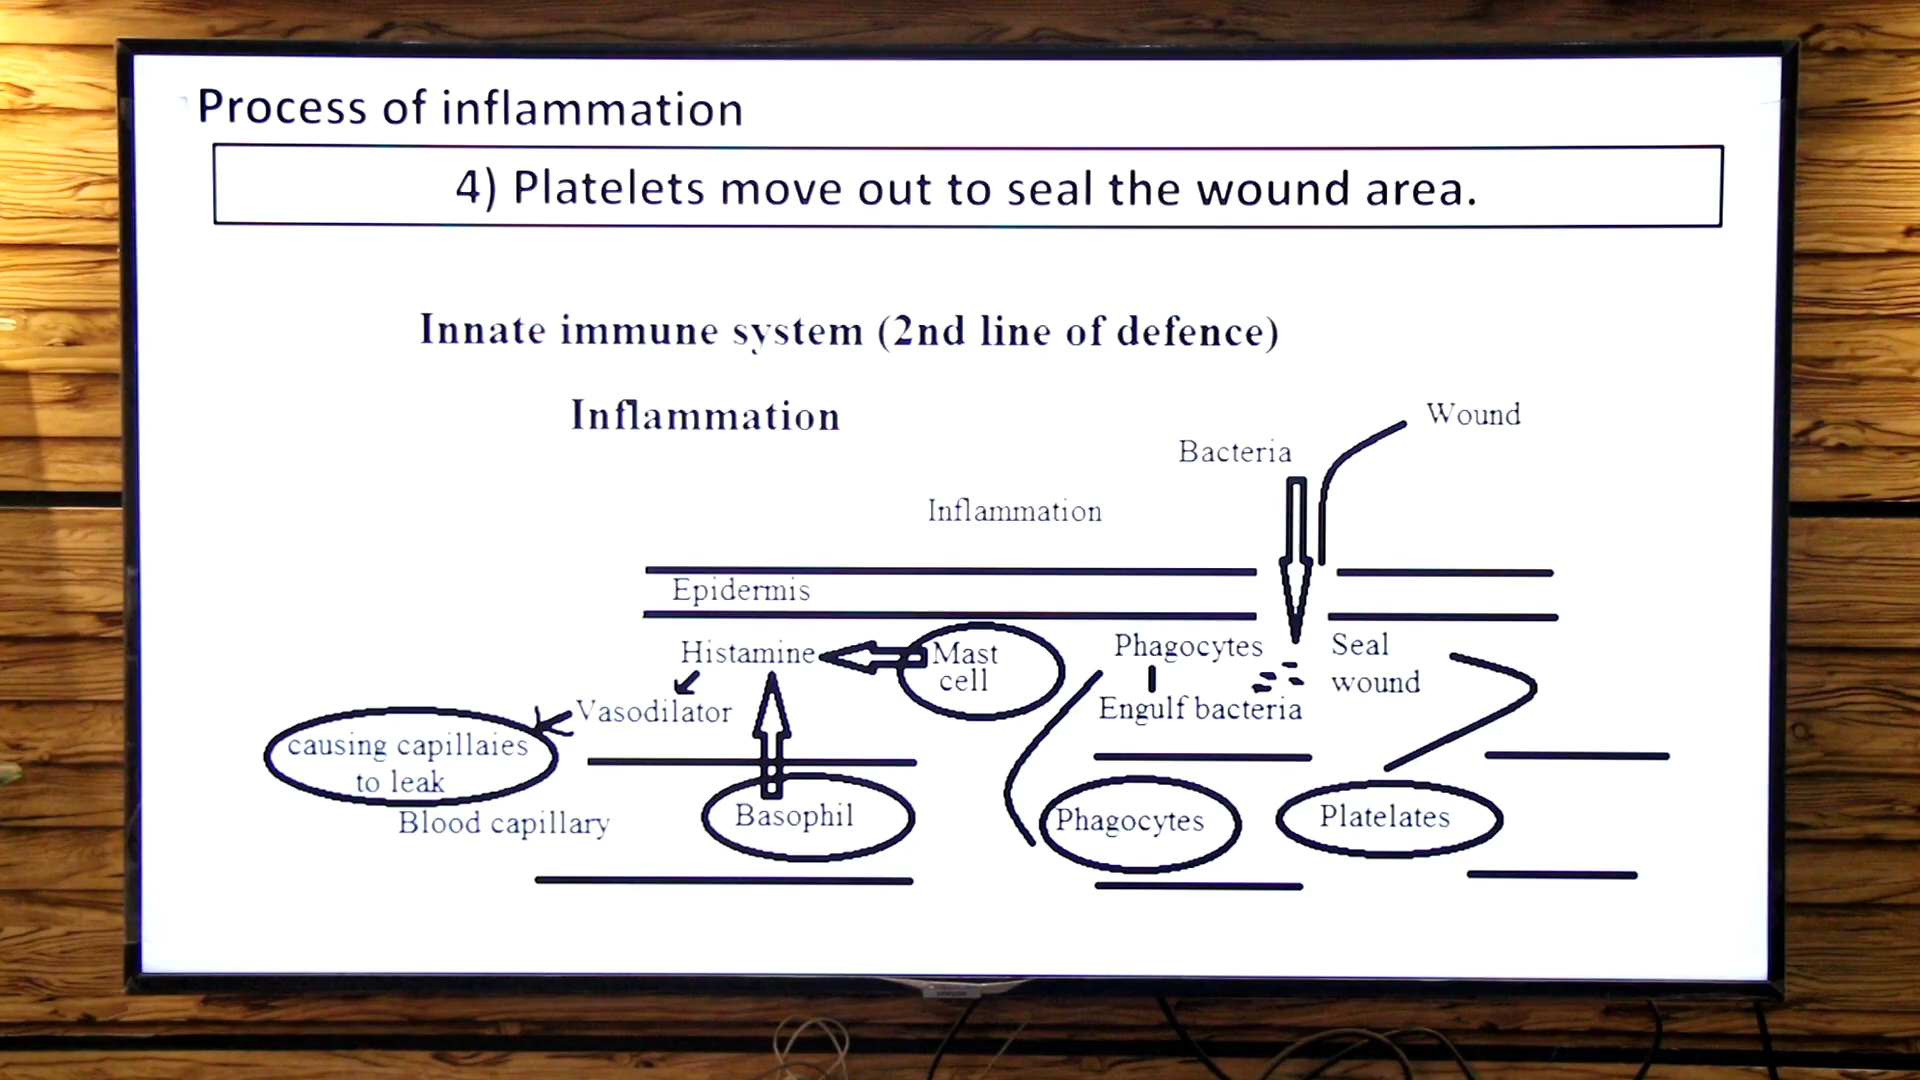 Process of inflammation
4) Platelets move out to seal the wound area.
Innate immune system (2nd line of defence)
Inflammation
Wound
Bacteria
Inflammation
Epidermis
Histamine
Mast
cell
Phagocytes
Seal
wound
Engulf bacteria
Vasodilator
causing capillaies
to leak
Blood capillary
Basophil
Phagocytes
Platelates